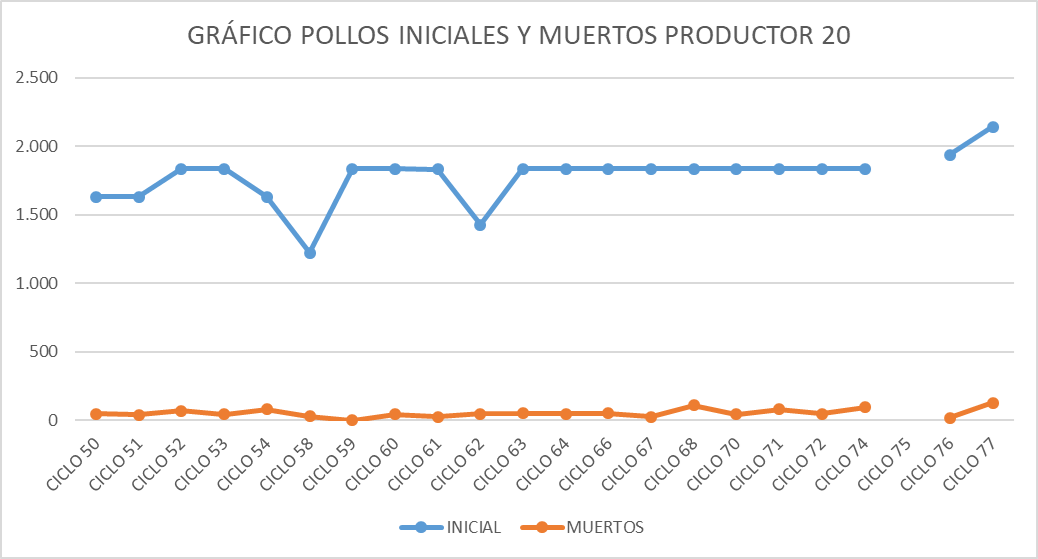 GRÁFICO POLLOS INICIALES Y MUERTOS PRODUCTOR 20
2.500
2.000
1.500
1.000
500
0
CICLO 50
CICLO 51
CICLO 52
CICLO 53
CICLO 54
CICLO 58
CICLO 59
CICLO 60
CICLO 61
CICLO 62
CICLO 63
CICLO 64
CICLO 66
CICLO 67
CICLO 68
CICLO 70
CICLO 71
CICLO 72
CICLO 74
CICLO 75
CICLO 76
CICLO 77
INICIAL
MUERTOS